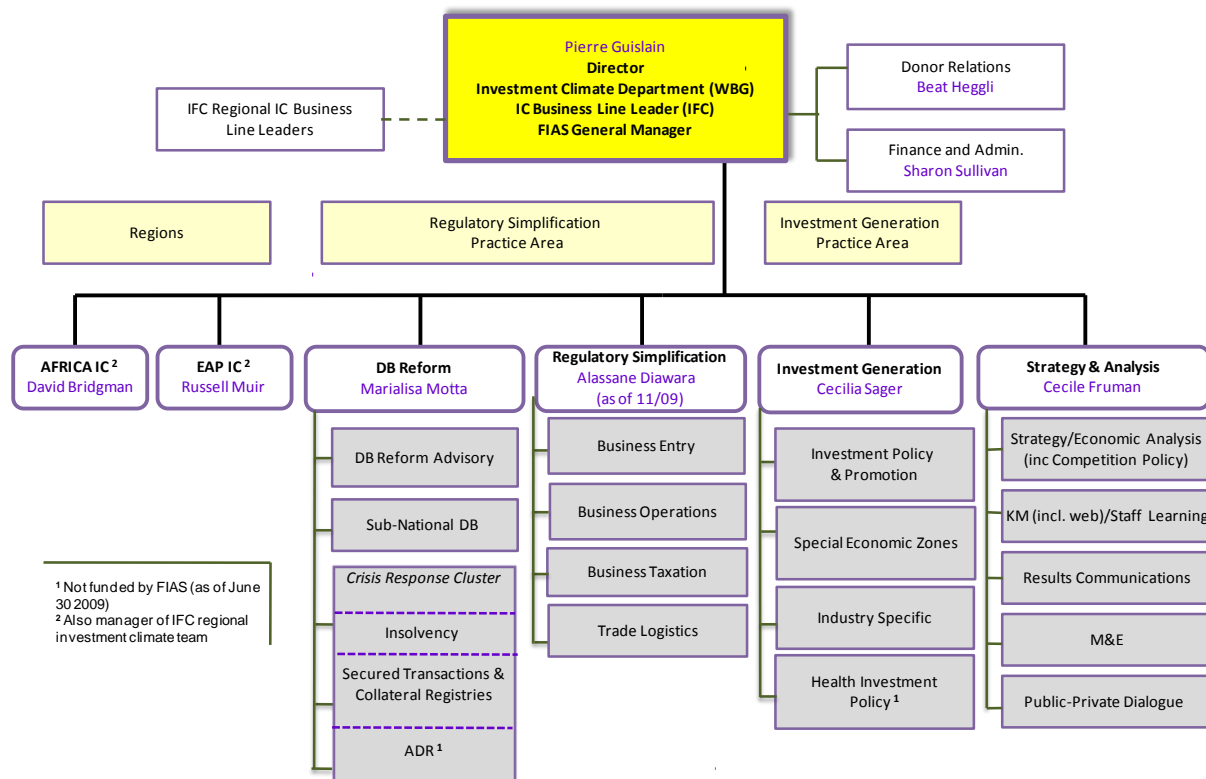 Pierre Guislain
Director
Investment Climate Department (WBG)
IC Business Line Leader (IFC)
FIAS General Manager
Donor Relations
Beat Heggli
IFC Regional IC Business
Line Leaders
Finance and Admin.
Sharon Sullivan
Regions
Regulatory Simplification
Practice Area
Investment Generation
Practice Area
AFRICA IC ²
David Bridgman
EAP IC ²
Russell Muir
DB Reform
Marialisa Motta
Regulatory Simplification
Alassane Diawara
(as of 11/09)
Investment Generation
Cecilia Sager
Strategy & Analysis
Cecile Fruman
DB Reform Advisory
Sub-National DB
Crisis Response Cluster
Insolvency
Secured Transactions &
Collateral Registries
ADR ¹
Business Entry
Business Operations
Business Taxation
Trade Logistics
Investment Policy
& Promotion
Special Economic Zones
Industry Specific
Health Investment
Policy ¹
Strategy/Economic Analysis
(inc Competition Policy)
KM (incl. web)/Staff Learning
Results Communications
M&E
Public-Private Dialogue
¹ Not funded by FIAS (as of June
30 2009)
² Also manager of IFC regional
investment climate team